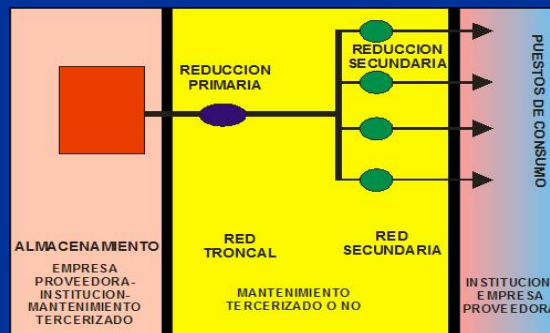 REDUCCION
PRIMARIA
REDUCCION
SECUNDARIA
PUESTOS DE CONSUMO
ALMACENAMIENTO
EMPRESA
PROVEEDORA-
INSTITUCION-
MANTENIMIENTO
TERCERIZADO
RED
TRONCAL
RED
SECUNDARIA
MANTENIMIENTO
TERCERIZADO O NO
INSTITUCION
EMPRESA
PROVEEDORA